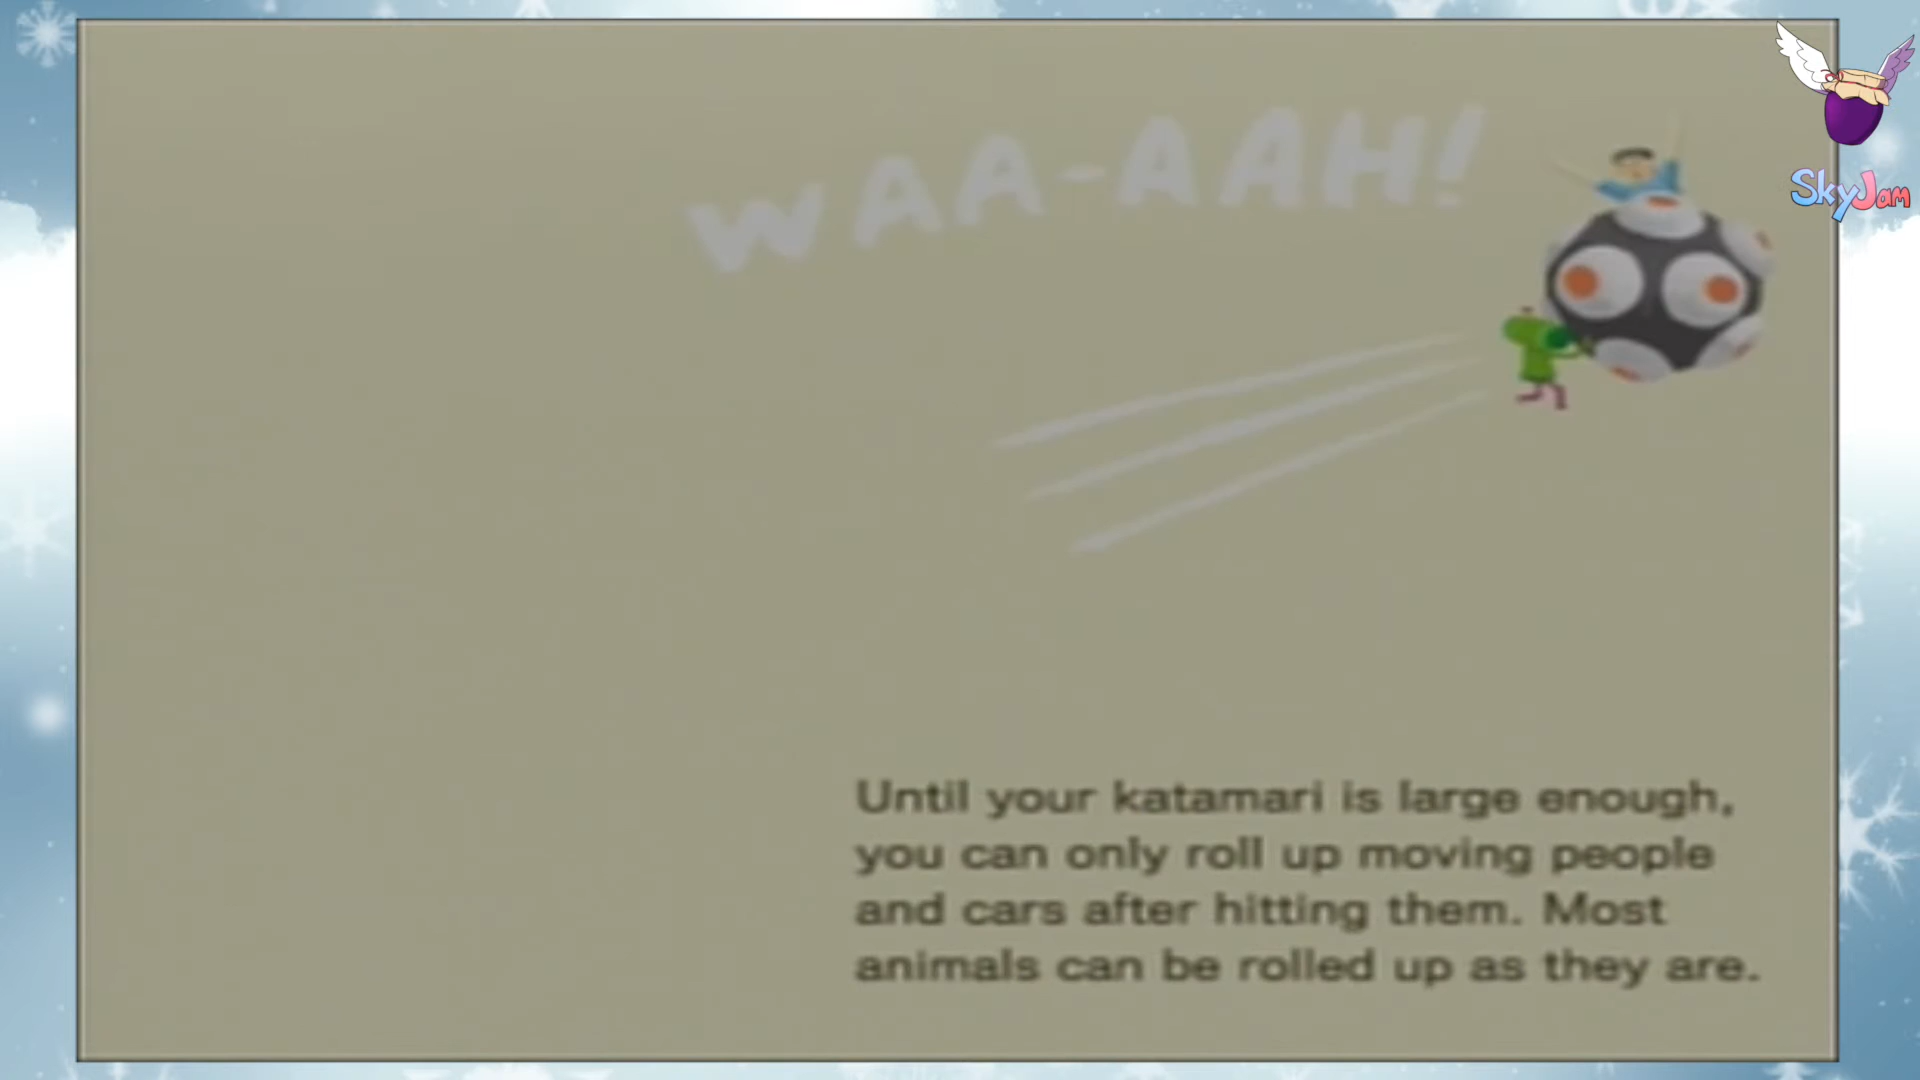 WAA-AAH!
SkyJam
Until your katamari is large enough,
you can only roll up moving people
and cars after hitting them. Most
animals can be rolled up as they are.